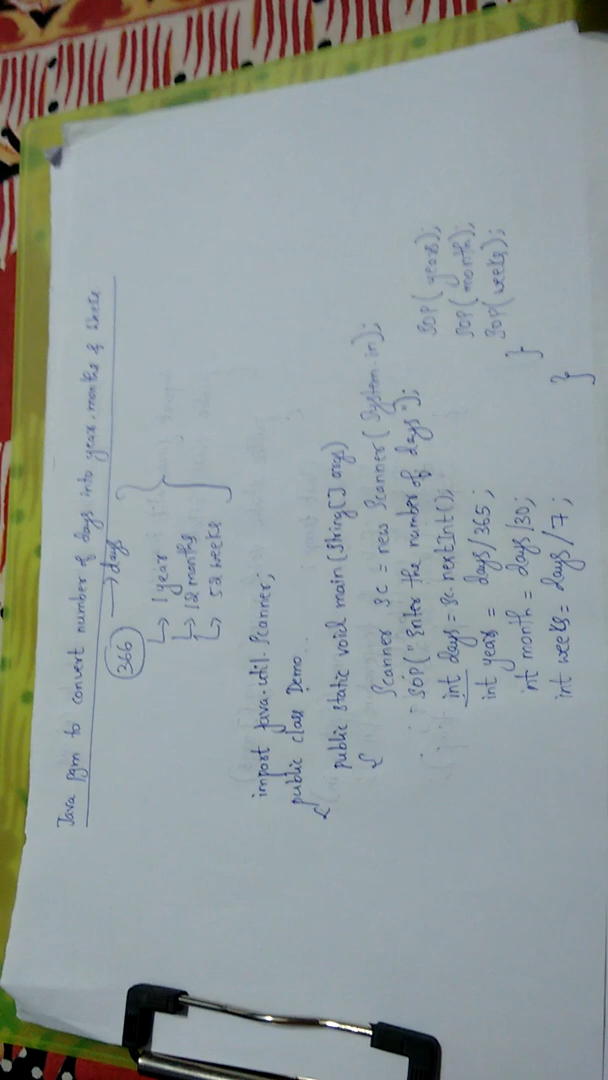 Java pgm to convert number of days into year, months & weeks
366 → days
↳ 1 year
↳ 12 months
↳ 52 weeks
import java.util.Scanner;
public class Demo
{
public static void main (String[] args)
{
Scanner sc = new Scanner (System.in);
SOP("Enter the number of days");
int days = sc.nextInt();
int years = days/365;
int month = days/30;
int weeks = days/7;
SOP(years);
SOP(month);
SOP(weeks);
}
}